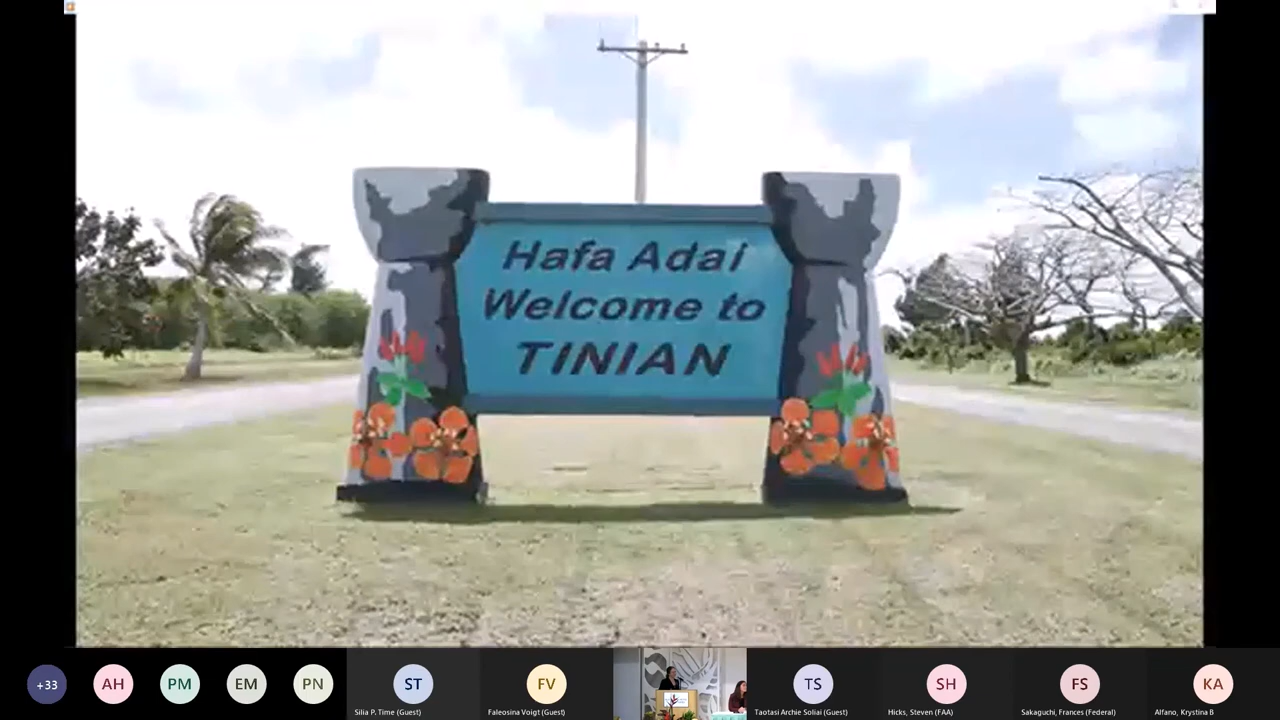 Hafa Adai
Welcome to
TINIAN
+33
AH
PM
EM
PN
ST
Silia P. Time (Guest)
FV
Faleosina Voigt (Guest)
TS
Taotasi Archie Soliai (Guest)
SH
Hicks, Steven (FAA)
FS
Sakaguchi, Frances (Federal)
KA
Alfano, Krystina B